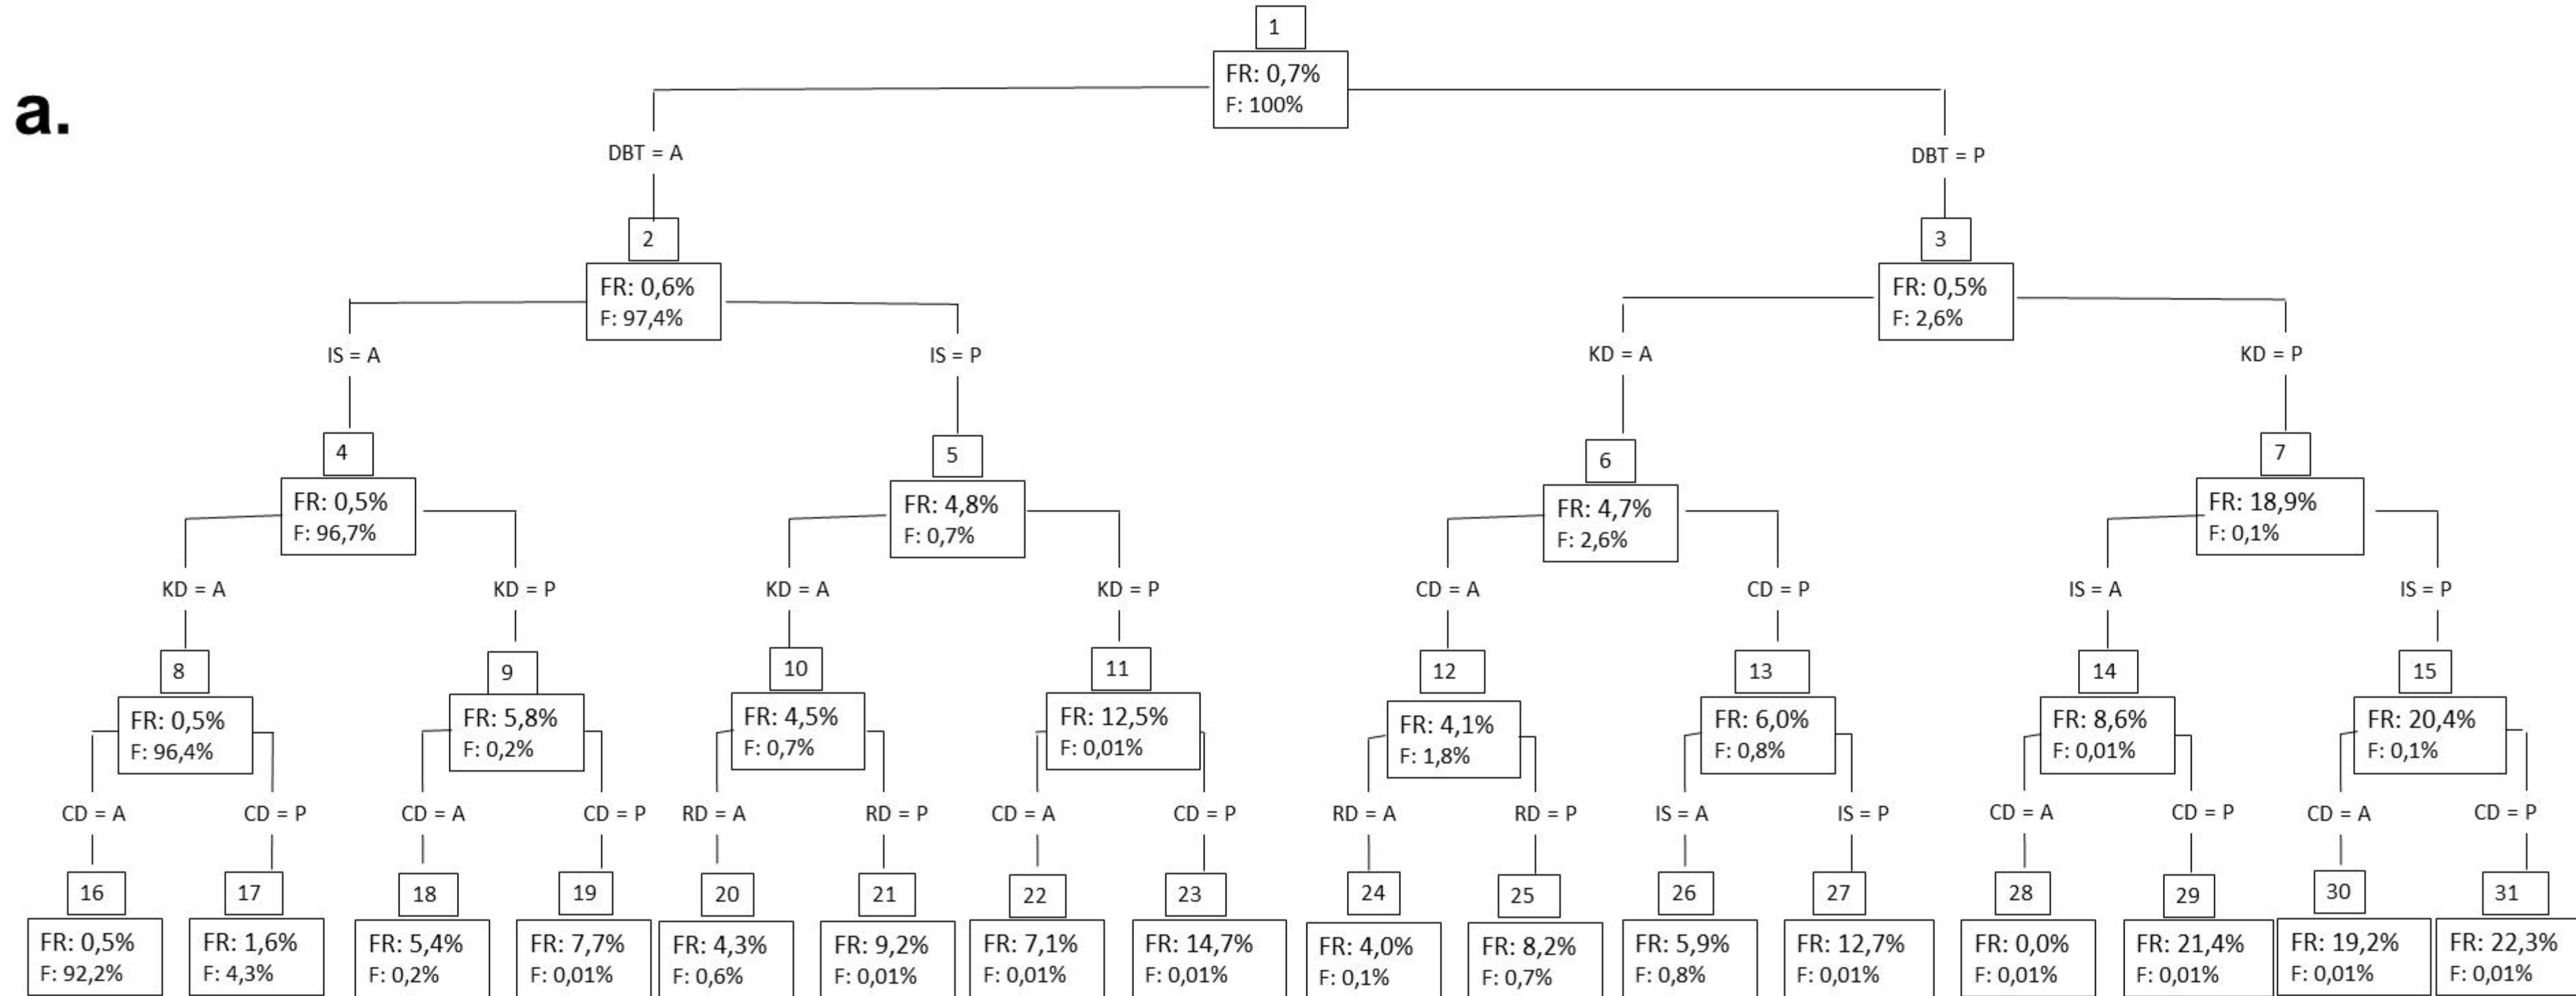 a.
1
FR: 0,7%
F: 100%
DBT = A
DBT = P
2
3
FR: 0,6%
F: 97,4%
FR: 0,5%
F: 2,6%
IS = A
IS = P
KD = A
KD = P
4
5
6
7
FR: 0,5%
F: 96,7%
FR: 4,8%
F: 0,7%
FR: 4,7%
F: 2,6%
FR: 18,9%
F: 0,1%
KD = A
KD = P
KD = A
KD = P
CD = A
CD = P
IS = A
IS = P
8
9
10
11
12
13
14
15
FR: 0,5%
F: 96,4%
FR: 5,8%
F: 0,2%
FR: 4,5%
F: 0,7%
FR: 12,5%
F: 0,01%
FR: 4,1%
F: 1,8%
FR: 6,0%
F: 0,8%
FR: 8,6%
F: 0,01%
FR: 20,4%
F: 0,1%
CD = A
CD = P
CD = A
CD = P
RD = A
RD = P
CD = A
CD = P
RD = A
RD = P
IS = A
IS = P
CD = A
CD = P
CD = A
CD = P
16
17
18
19
20
21
22
23
24
25
26
27
28
29
30
31
FR: 0,5%
F: 92,2%
FR: 1,6%
F: 4,3%
FR: 5,4%
F: 0,2%
FR: 7,7%
F: 0,01%
FR: 4,3%
F: 0,6%
FR: 9,2%
F: 0,01%
FR: 7,1%
F: 0,01%
FR: 14,7%
F: 0,01%
FR: 4,0%
F: 0,1%
FR: 8,2%
F: 0,7%
FR: 5,9%
F: 0,8%
FR: 12,7%
F: 0,01%
FR: 0,0%
F: 0,01%
FR: 21,4%
F: 0,01%
FR: 19,2%
F: 0,01%
FR: 22,3%
F: 0,01%